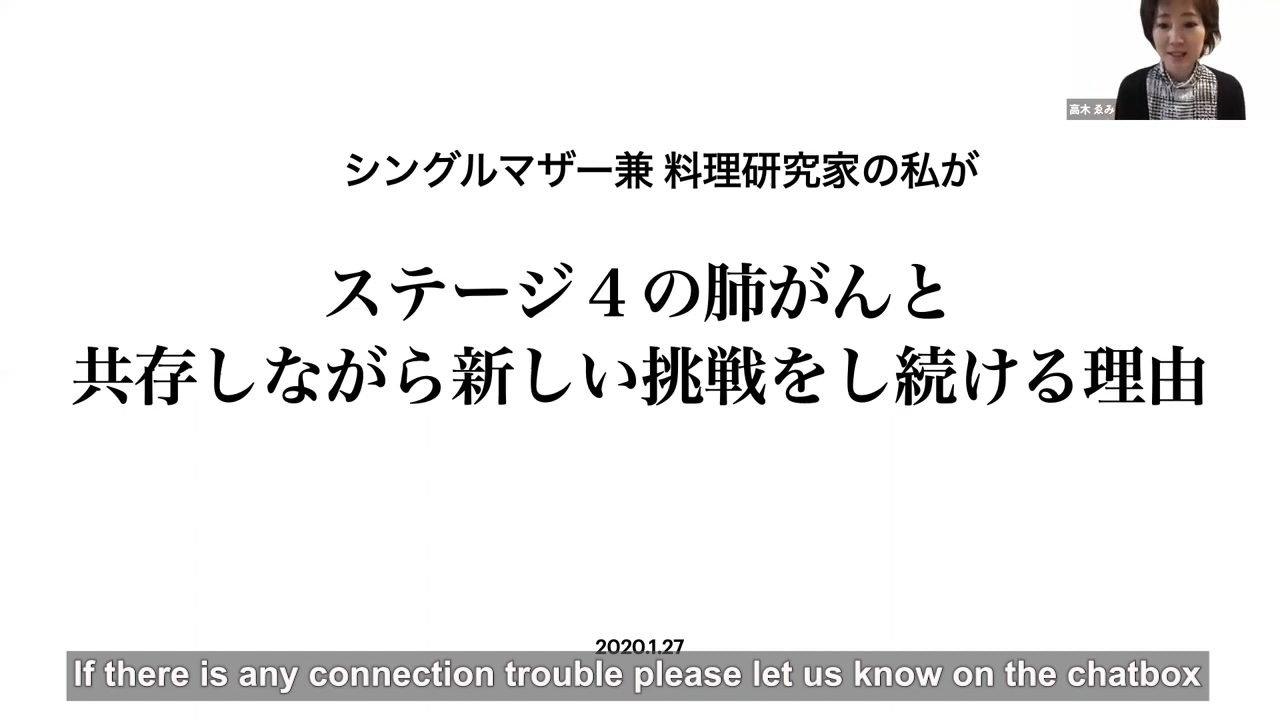 高木 ゑみ
シングルマザー兼 料理研究家の私が
ステージ４の肺がんと
共存しながら新しい挑戦をし続ける理由
2020.1.27
If there is any connection trouble please let us know on the chatbox